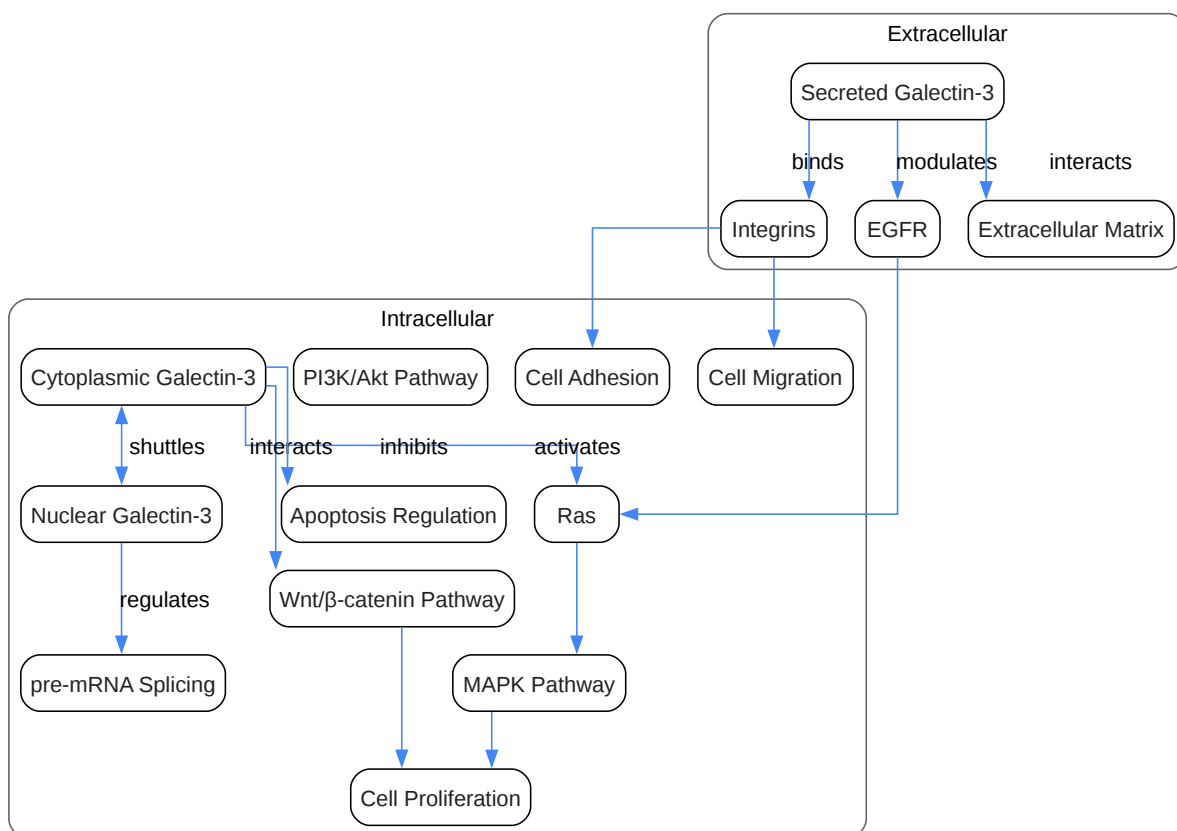 Extracellular
Secreted Galectin-3
binds
modulates
interacts
Integrins
EGFR
Extracellular Matrix
Intracellular
Cytoplasmic Galectin-3
PI3K/Akt Pathway
Cell Adhesion
Cell Migration
shuttles
interacts
inhibits
activates
Nuclear Galectin-3
Apoptosis Regulation
Ras
regulates
Wnt/β-catenin Pathway
pre-mRNA Splicing
MAPK Pathway
Cell Proliferation